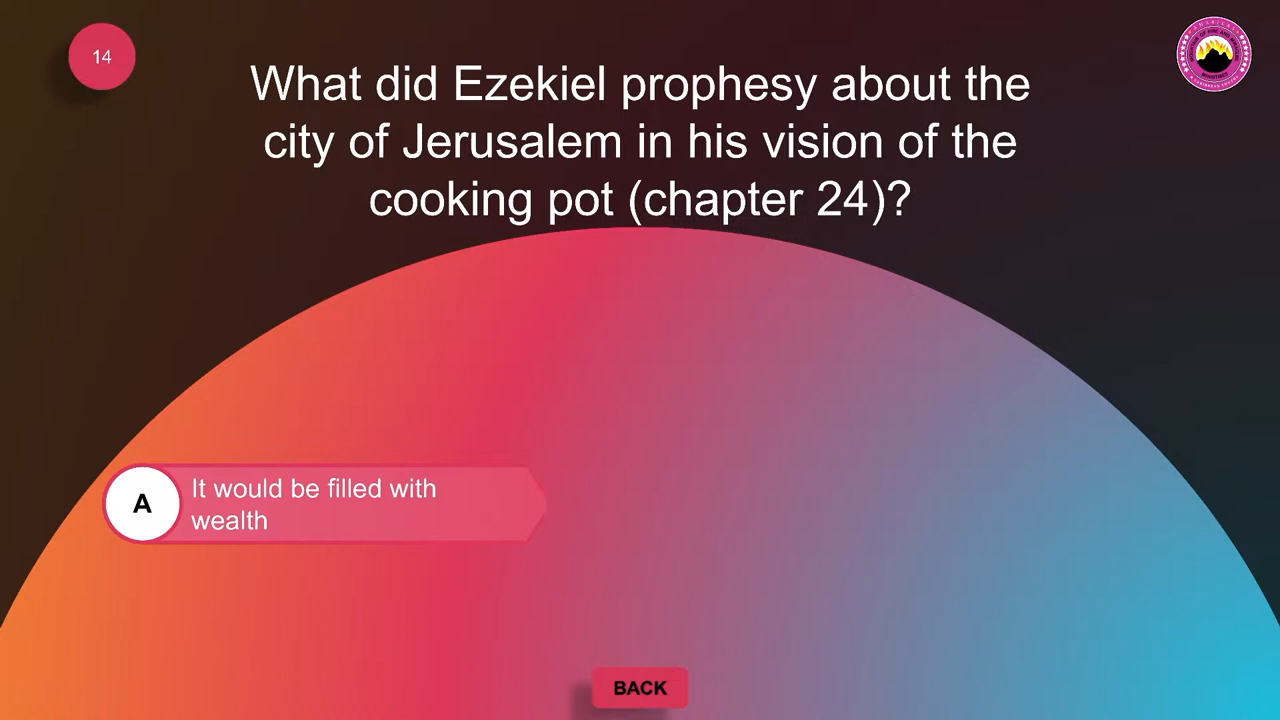 14
What did Ezekiel prophesy about the
city of Jerusalem in his vision of the
cooking pot (chapter 24)?
A
It would be filled with
wealth
BACK